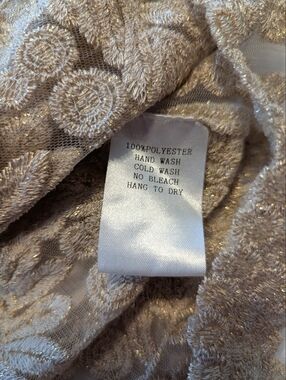 100%POLYESTER
HAND WASH
COLD WASH
NO BLEACH
HANG TO DRY